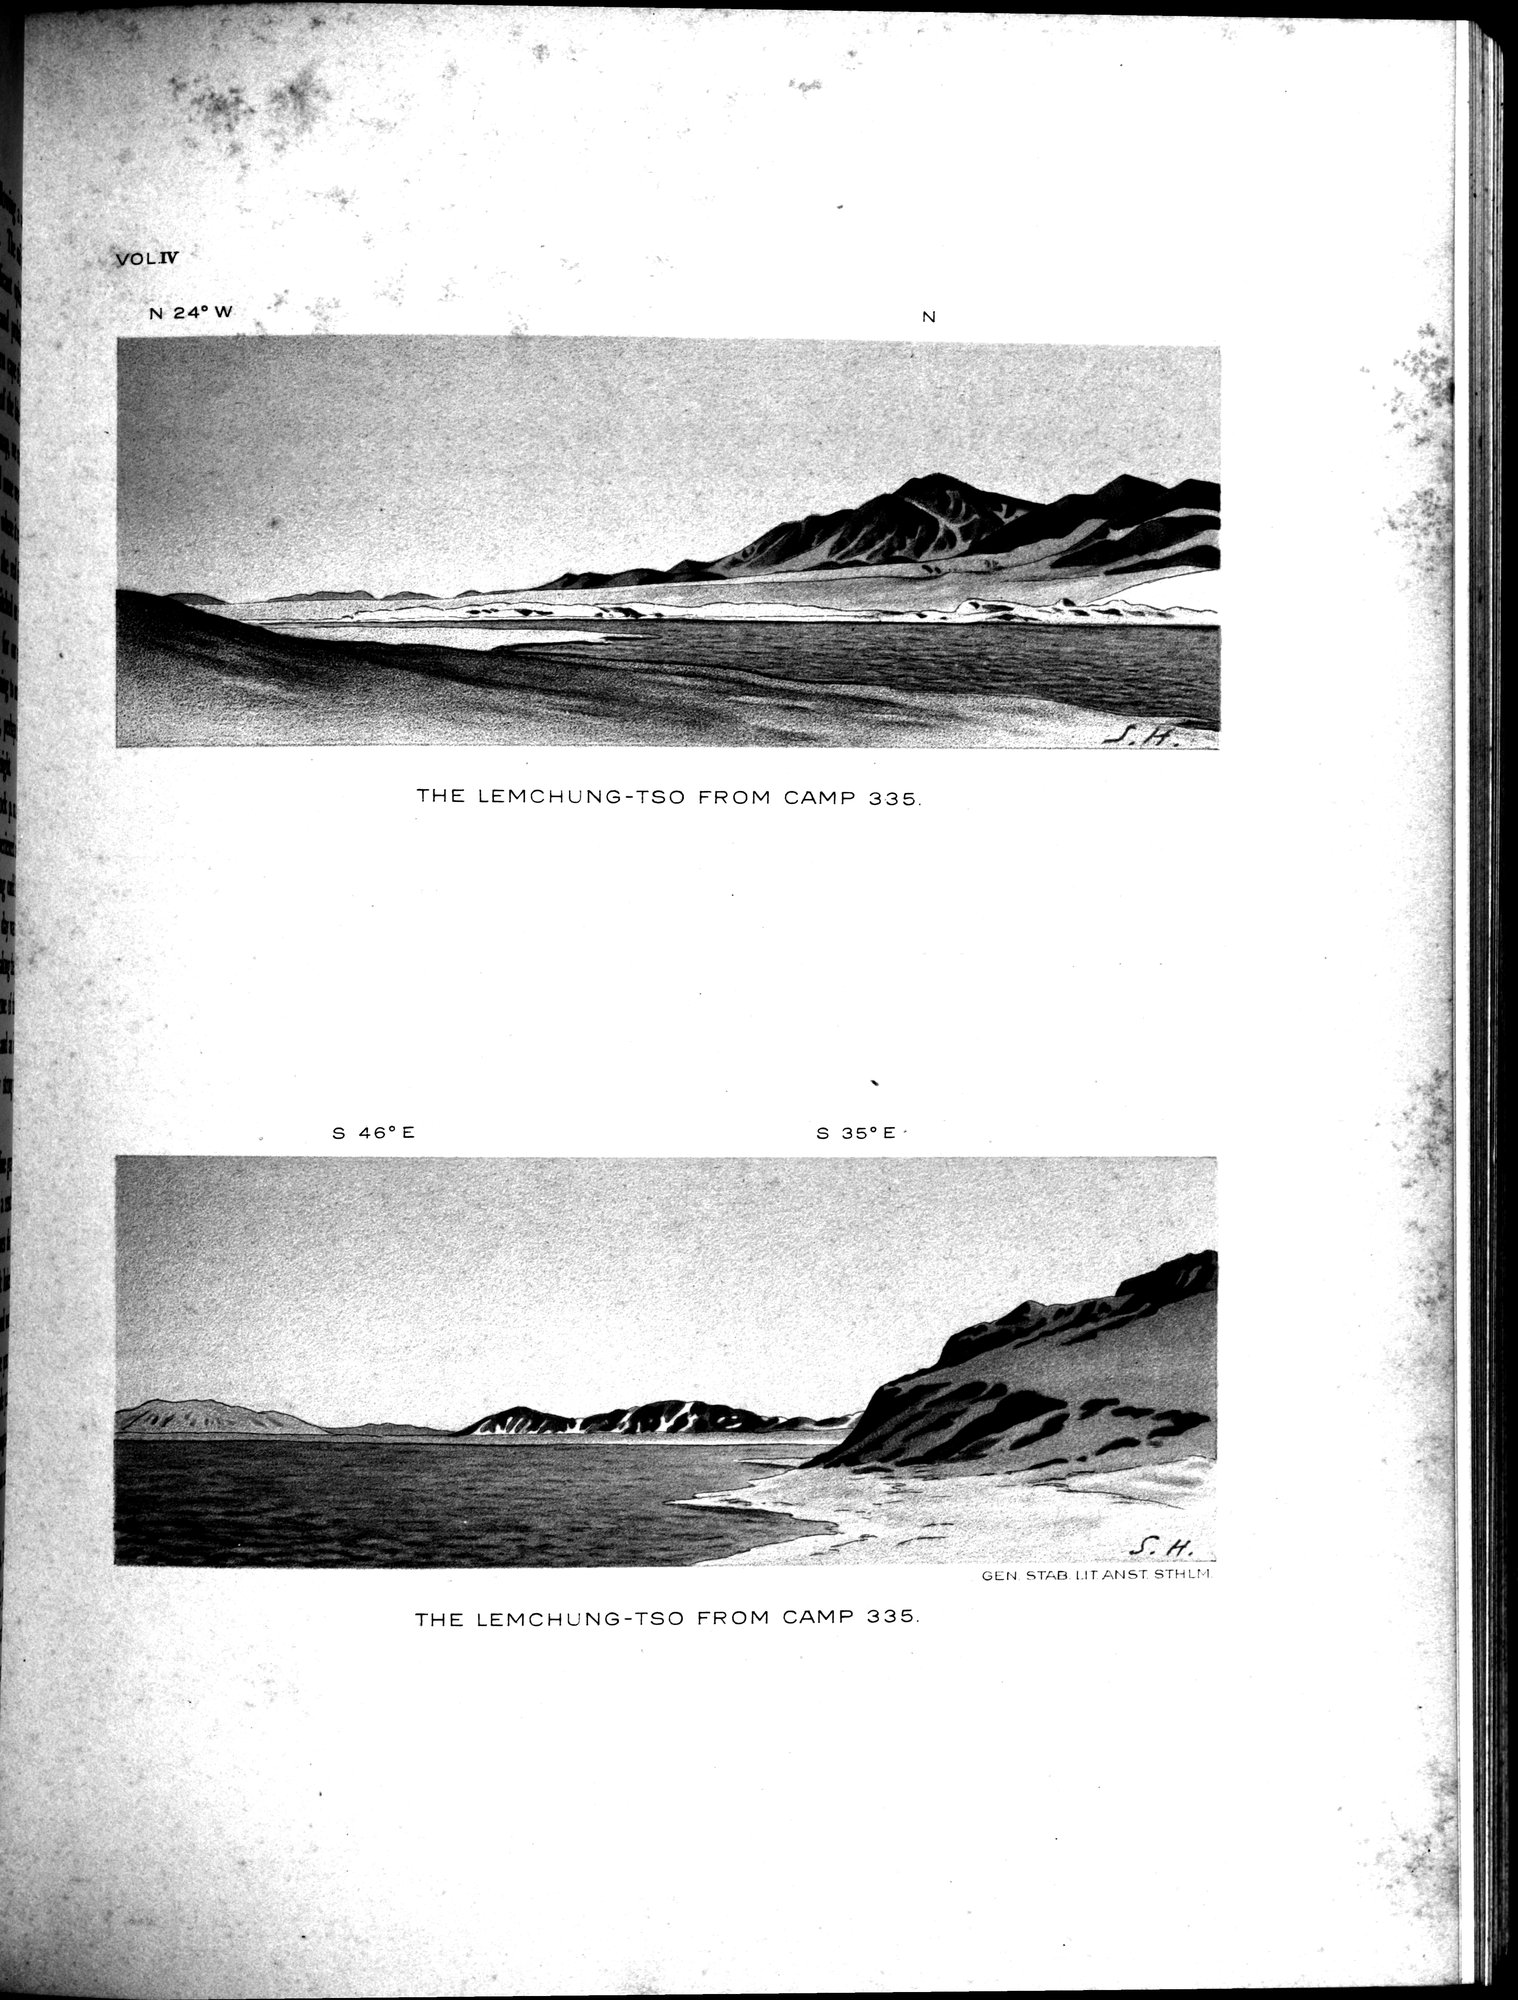 VOL.IV
N 24° W N
S. H.
THE LEMCHUNG-TSO FROM CAMP 335.
S 46° E S 35° E
S. H.
GEN. STAB. LIT. ANST. STHLM.
THE LEMCHUNG-TSO FROM CAMP 335.